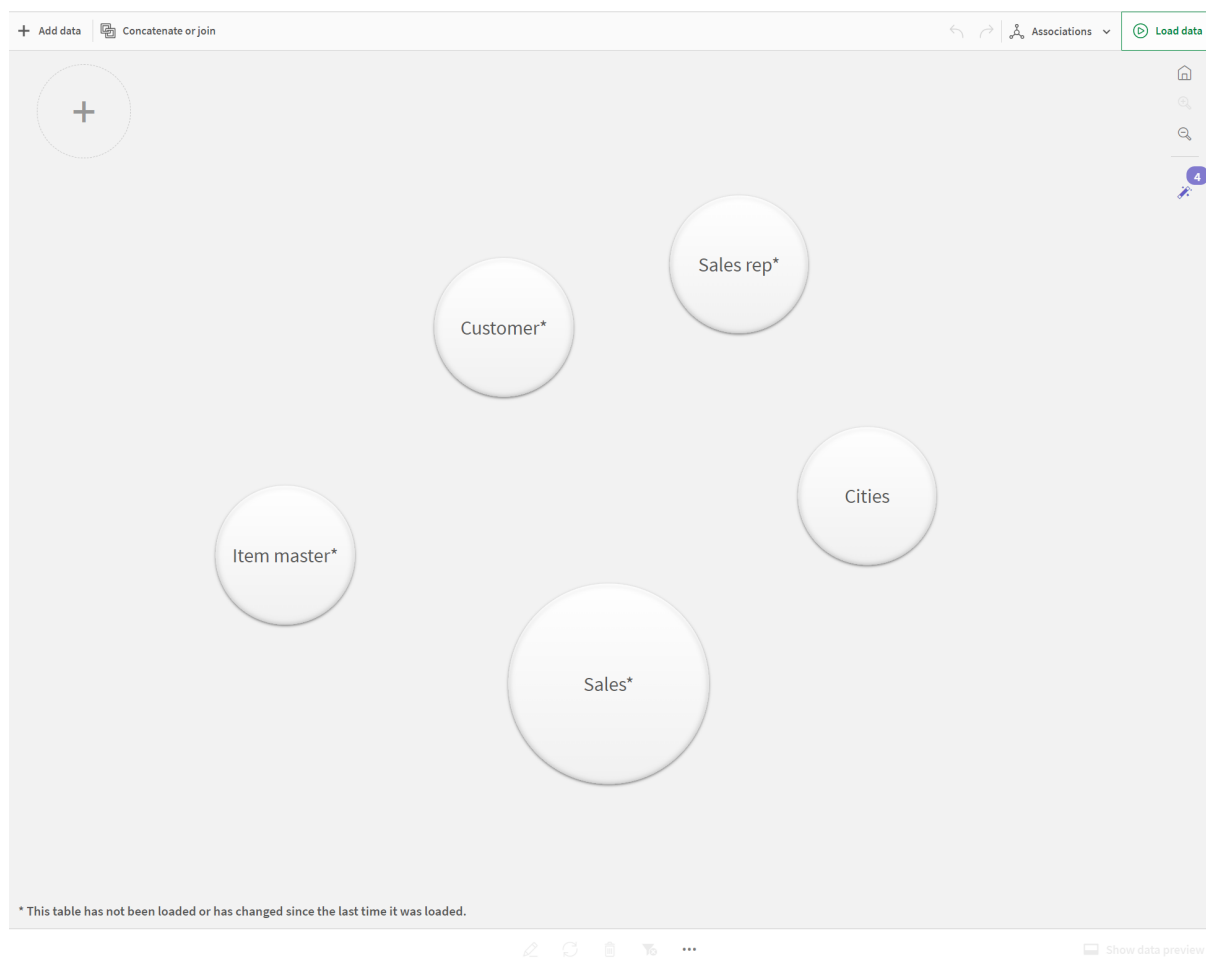 Add data
Concatenate or join
Associations
Load data
4
Sales rep*
Customer*
Cities
Item master*
Sales*
* This table has not been loaded or has changed since the last time it was loaded.
Show data preview